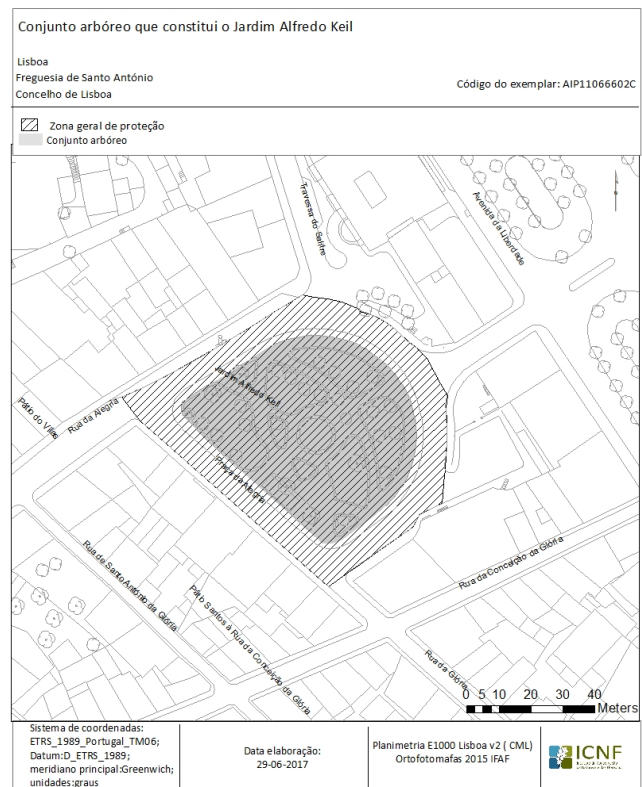 Conjunto arbóreo que constitui o Jardim Alfredo Keil
Lisboa
Freguesia de Santo António
Concelho de Lisboa
Código do exemplar: AIP11066602C
Zona geral de proteção
Conjunto arbóreo
Travessa do Salitre
Avenida da Liberdade
Jardim Alfredo Keil
Pátio do Vilas
Rua da Alegria
Praça da Alegria
Rua de Santo António da Glória
Rua da Conceição da Glória
Pátio Santos à Rua da Conceição da Glória
Rua da Glória
0 5 10 20 30 40
Meters
Sistema de coordenadas:
ETRS_1989_Portugal_TM06;
Datum:D_ETRS_1989;
meridiano principal:Greenwich;
unidades:graus
Data elaboração:
29-06-2017
Planimetria E1000 Lisboa v2 ( CML)
Ortofotomafas 2015 IFAF
ICNF